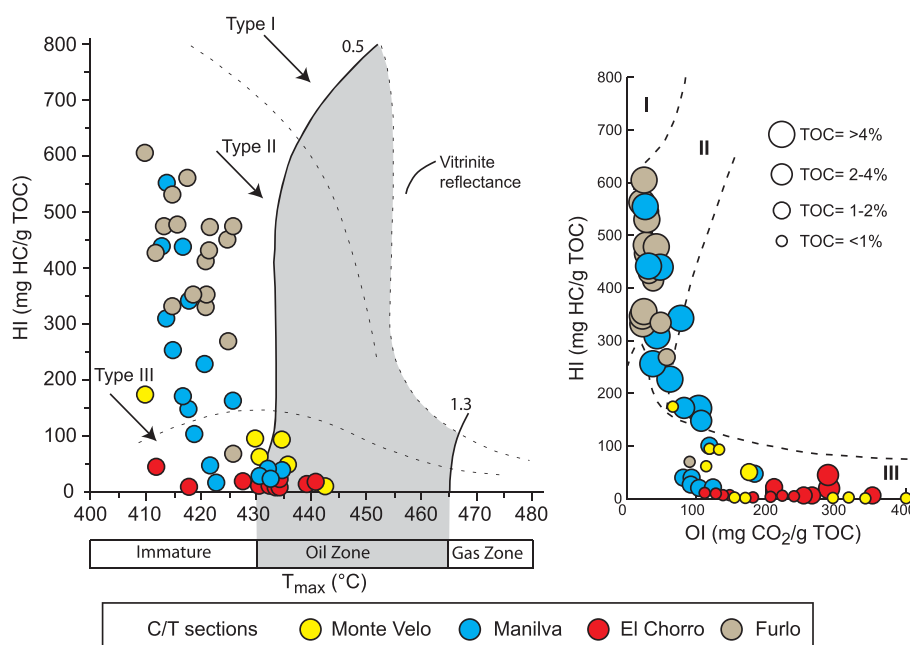 Type I
0.5
Type II
Vitrinite
reflectance
Type III
1.3
HI (mg HC/g TOC)
800
700
600
500
400
300
200
100
0
400
410
420
430
440
450
460
470
480
Immature
Oil Zone
Gas Zone
Tmax (°C)
I
II
III
TOC= >4%
TOC= 2-4%
TOC= 1-2%
TOC= <1%
HI (mg HC/g TOC)
800
700
600
500
400
300
200
100
0
0
100
200
300
400
OI (mg CO2/g TOC)
C/T sections
Monte Velo
Manilva
El Chorro
Furlo